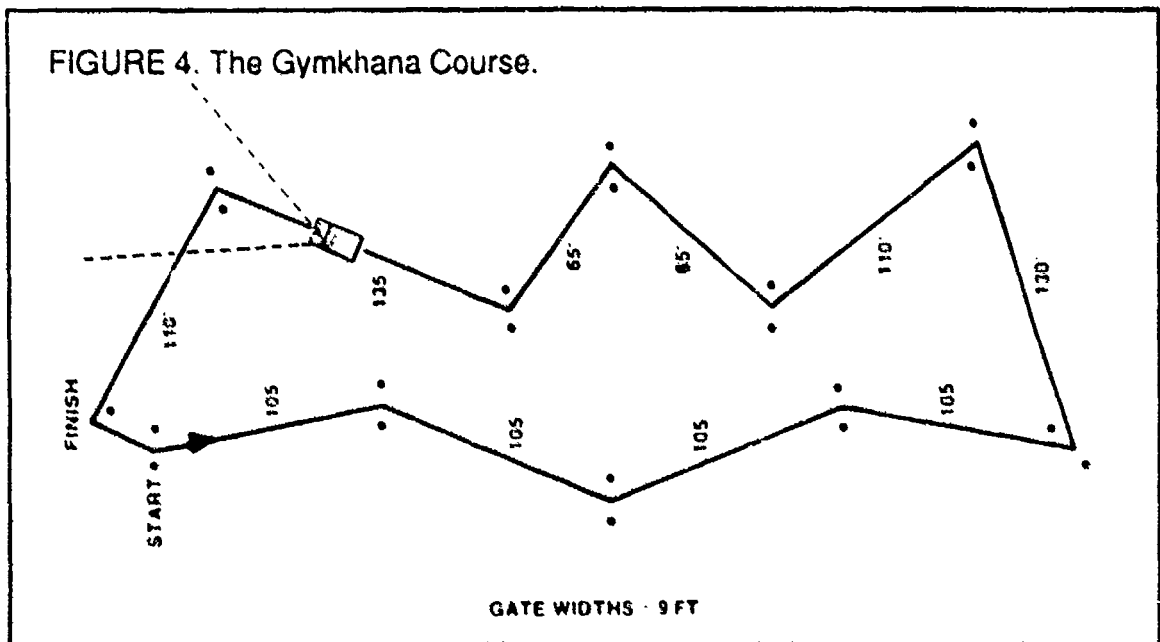 FIGURE 4. The Gymkhana Course.
65'
65'
110'
130'
135
110'
FINISH
105
105
105
105
START
GATE WIDTHS - 9 FT